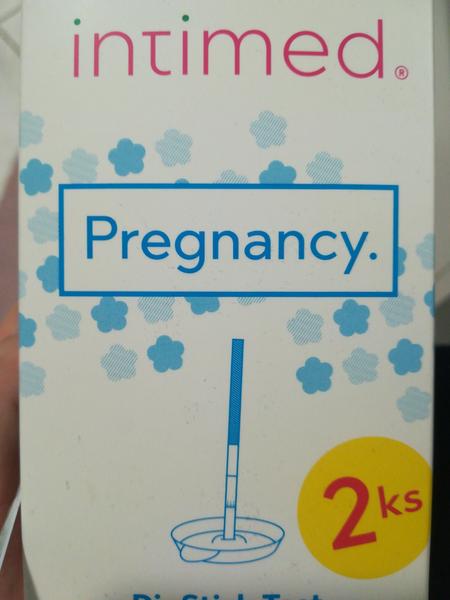 intimed®
Pregnancy.
2ks